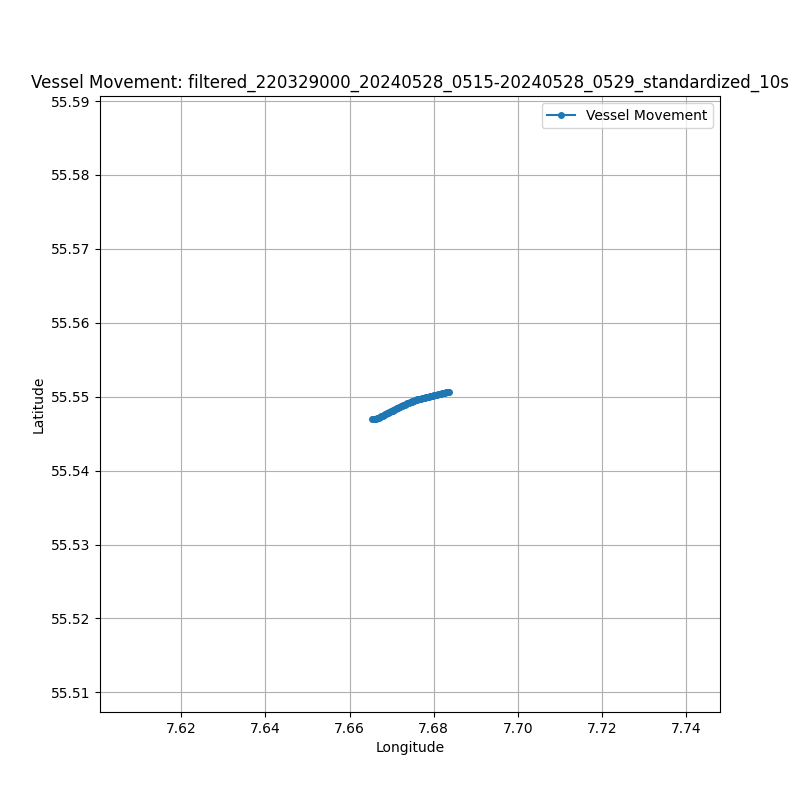 Vessel Movement: filtered_220329000_20240528_0515-20240528_0529_standardized_10s
Vessel Movement
55.59
55.58
55.57
55.56
55.55
55.54
55.53
55.52
55.51
Latitude
7.62 7.64 7.66 7.68 7.70 7.72 7.74
Longitude